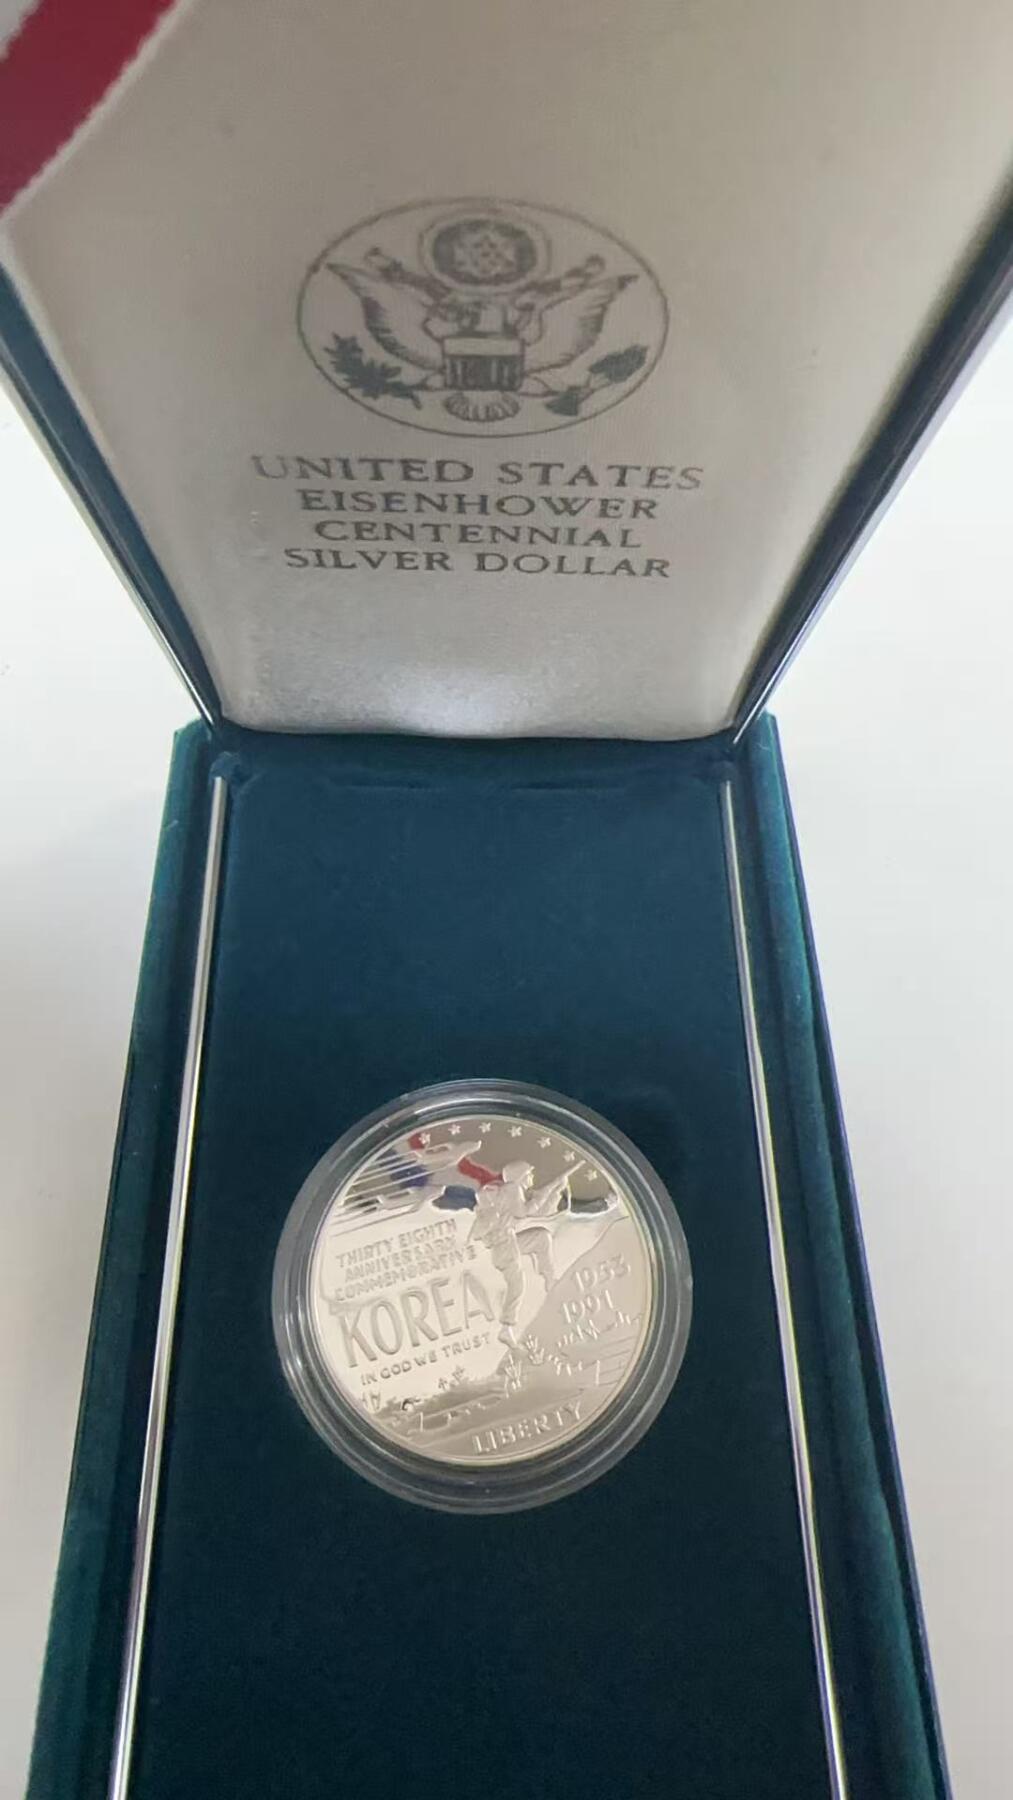 UNITED STATES
EISENHOWER
CENTENNIAL
SILVER DOLLAR
THIRTY EIGHTH
ANNIVERSARY
COMMEMORATIVE
KOREA
IN GOD WE TRUST
1953
1991
LIBERTY